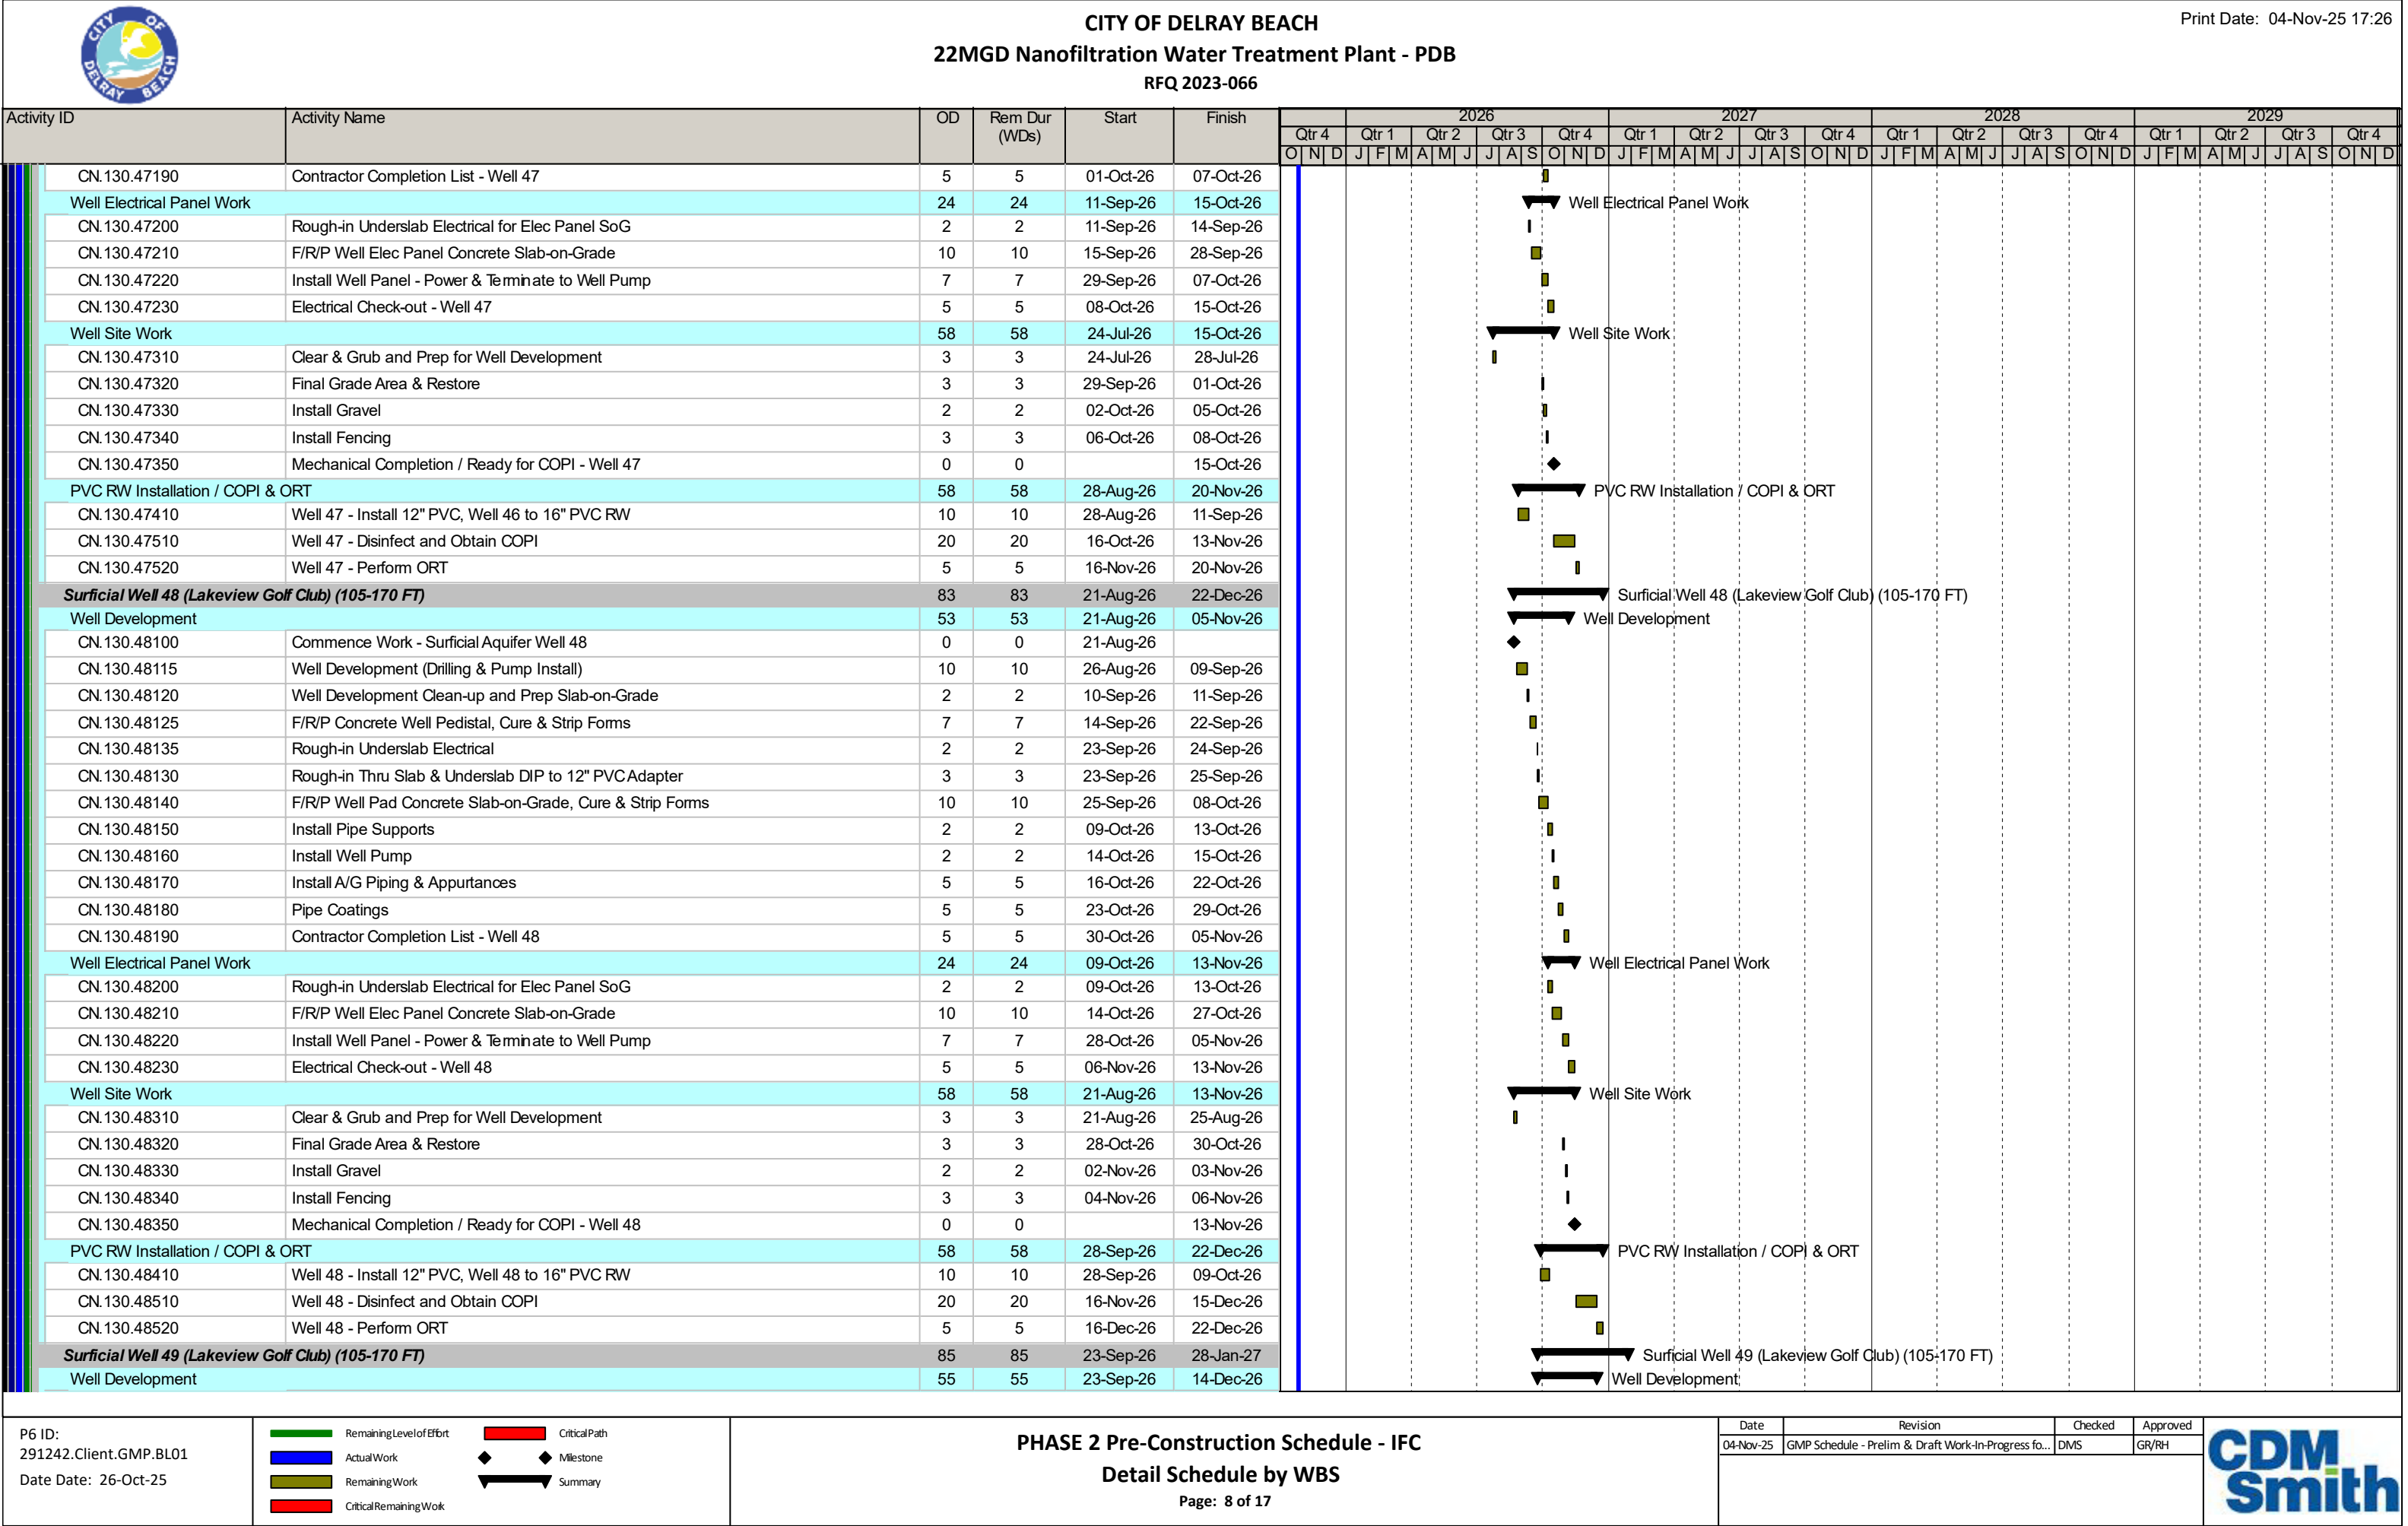 CITY OF DELRAY BEACH
CITY OF DELRAY BEACH
22MGD Nanofiltration Water Treatment Plant - PDB
RFQ 2023-066
Print Date: 04-Nov-25 17:26
Activity ID Activity Name OD Rem Dur (WDs) Start Finish
2026 2027 2028 2029
Qtr 4 Qtr 1 Qtr 2 Qtr 3 Qtr 4 Qtr 1 Qtr 2 Qtr 3 Qtr 4 Qtr 1 Qtr 2 Qtr 3 Qtr 4 Qtr 1 Qtr 2 Qtr 3 Qtr 4
O N D J F M A M J J A S O N D J F M A M J J A S O N D J F M A M J J A S O N D J F M A M J J A S O N D
CN.130.47190 Contractor Completion List - Well 47 5 5 01-Oct-26 07-Oct-26
Well Electrical Panel Work 24 24 11-Sep-26 15-Oct-26 Well Electrical Panel Work
CN.130.47200 Rough-in Underslab Electrical for Elec Panel SoG 2 2 11-Sep-26 14-Sep-26
CN.130.47210 F/R/P Well Elec Panel Concrete Slab-on-Grade 10 10 15-Sep-26 28-Sep-26
CN.130.47220 Install Well Panel - Power & Terminate to Well Pump 7 7 29-Sep-26 07-Oct-26
CN.130.47230 Electrical Check-out - Well 47 5 5 08-Oct-26 15-Oct-26
Well Site Work 58 58 24-Jul-26 15-Oct-26 Well Site Work
CN.130.47310 Clear & Grub and Prep for Well Development 3 3 24-Jul-26 28-Jul-26
CN.130.47320 Final Grade Area & Restore 3 3 29-Sep-26 01-Oct-26
CN.130.47330 Install Gravel 2 2 02-Oct-26 05-Oct-26
CN.130.47340 Install Fencing 3 3 06-Oct-26 08-Oct-26
CN.130.47350 Mechanical Completion / Ready for COPI - Well 47 0 0 15-Oct-26
PVC RW Installation / COPI & ORT 58 58 28-Aug-26 20-Nov-26 PVC RW Installation / COPI & ORT
CN.130.47410 Well 47 - Install 12" PVC, Well 46 to 16" PVC RW 10 10 28-Aug-26 11-Sep-26
CN.130.47510 Well 47 - Disinfect and Obtain COPI 20 20 16-Oct-26 13-Nov-26
CN.130.47520 Well 47 - Perform ORT 5 5 16-Nov-26 20-Nov-26
Surficial Well 48 (Lakeview Golf Club) (105-170 FT) 83 83 21-Aug-26 22-Dec-26 Surficial Well 48 (Lakeview Golf Club) (105-170 FT)
Well Development 53 53 21-Aug-26 05-Nov-26 Well Development
CN.130.48100 Commence Work - Surficial Aquifer Well 48 0 0 21-Aug-26
CN.130.48115 Well Development (Drilling & Pump Install) 10 10 26-Aug-26 09-Sep-26
CN.130.48120 Well Development Clean-up and Prep Slab-on-Grade 2 2 10-Sep-26 11-Sep-26
CN.130.48125 F/R/P Concrete Well Pedistal, Cure & Strip Forms 7 7 14-Sep-26 22-Sep-26
CN.130.48135 Rough-in Underslab Electrical 2 2 23-Sep-26 24-Sep-26
CN.130.48130 Rough-in Thru Slab & Underslab DIP to 12" PVC Adapter 3 3 23-Sep-26 25-Sep-26
CN.130.48140 F/R/P Well Pad Concrete Slab-on-Grade, Cure & Strip Forms 10 10 25-Sep-26 08-Oct-26
CN.130.48150 Install Pipe Supports 2 2 09-Oct-26 13-Oct-26
CN.130.48160 Install Well Pump 2 2 14-Oct-26 15-Oct-26
CN.130.48170 Install A/G Piping & Appurtances 5 5 16-Oct-26 22-Oct-26
CN.130.48180 Pipe Coatings 5 5 23-Oct-26 29-Oct-26
CN.130.48190 Contractor Completion List - Well 48 5 5 30-Oct-26 05-Nov-26
Well Electrical Panel Work 24 24 09-Oct-26 13-Nov-26 Well Electrical Panel Work
CN.130.48200 Rough-in Underslab Electrical for Elec Panel SoG 2 2 09-Oct-26 13-Oct-26
CN.130.48210 F/R/P Well Elec Panel Concrete Slab-on-Grade 10 10 14-Oct-26 27-Oct-26
CN.130.48220 Install Well Panel - Power & Terminate to Well Pump 7 7 28-Oct-26 05-Nov-26
CN.130.48230 Electrical Check-out - Well 48 5 5 06-Nov-26 13-Nov-26
Well Site Work 58 58 21-Aug-26 13-Nov-26 Well Site Work
CN.130.48310 Clear & Grub and Prep for Well Development 3 3 21-Aug-26 25-Aug-26
CN.130.48320 Final Grade Area & Restore 3 3 28-Oct-26 30-Oct-26
CN.130.48330 Install Gravel 2 2 02-Nov-26 03-Nov-26
CN.130.48340 Install Fencing 3 3 04-Nov-26 06-Nov-26
CN.130.48350 Mechanical Completion / Ready for COPI - Well 48 0 0 13-Nov-26
PVC RW Installation / COPI & ORT 58 58 28-Sep-26 22-Dec-26 PVC RW Installation / COPI & ORT
CN.130.48410 Well 48 - Install 12" PVC, Well 48 to 16" PVC RW 10 10 28-Sep-26 09-Oct-26
CN.130.48510 Well 48 - Disinfect and Obtain COPI 20 20 16-Nov-26 15-Dec-26
CN.130.48520 Well 48 - Perform ORT 5 5 16-Dec-26 22-Dec-26
Surficial Well 49 (Lakeview Golf Club) (105-170 FT) 85 85 23-Sep-26 28-Jan-27 Surficial Well 49 (Lakeview Golf Club) (105-170 FT)
Well Development 55 55 23-Sep-26 14-Dec-26 Well Development
P6 ID:
291242.Client.GMP.BL01
Date Date: 26-Oct-25
Remaining Level of Effort Critical Path
Actual Work Milestone
Remaining Work Summary
Critical Remaining Work
PHASE 2 Pre-Construction Schedule - IFC
Detail Schedule by WBS
Page: 8 of 17
Date Revision Checked Approved
04-Nov-25 GMP Schedule - Prelim & Draft Work-In-Progress fo... DMS GR/RH
CDM
Smith